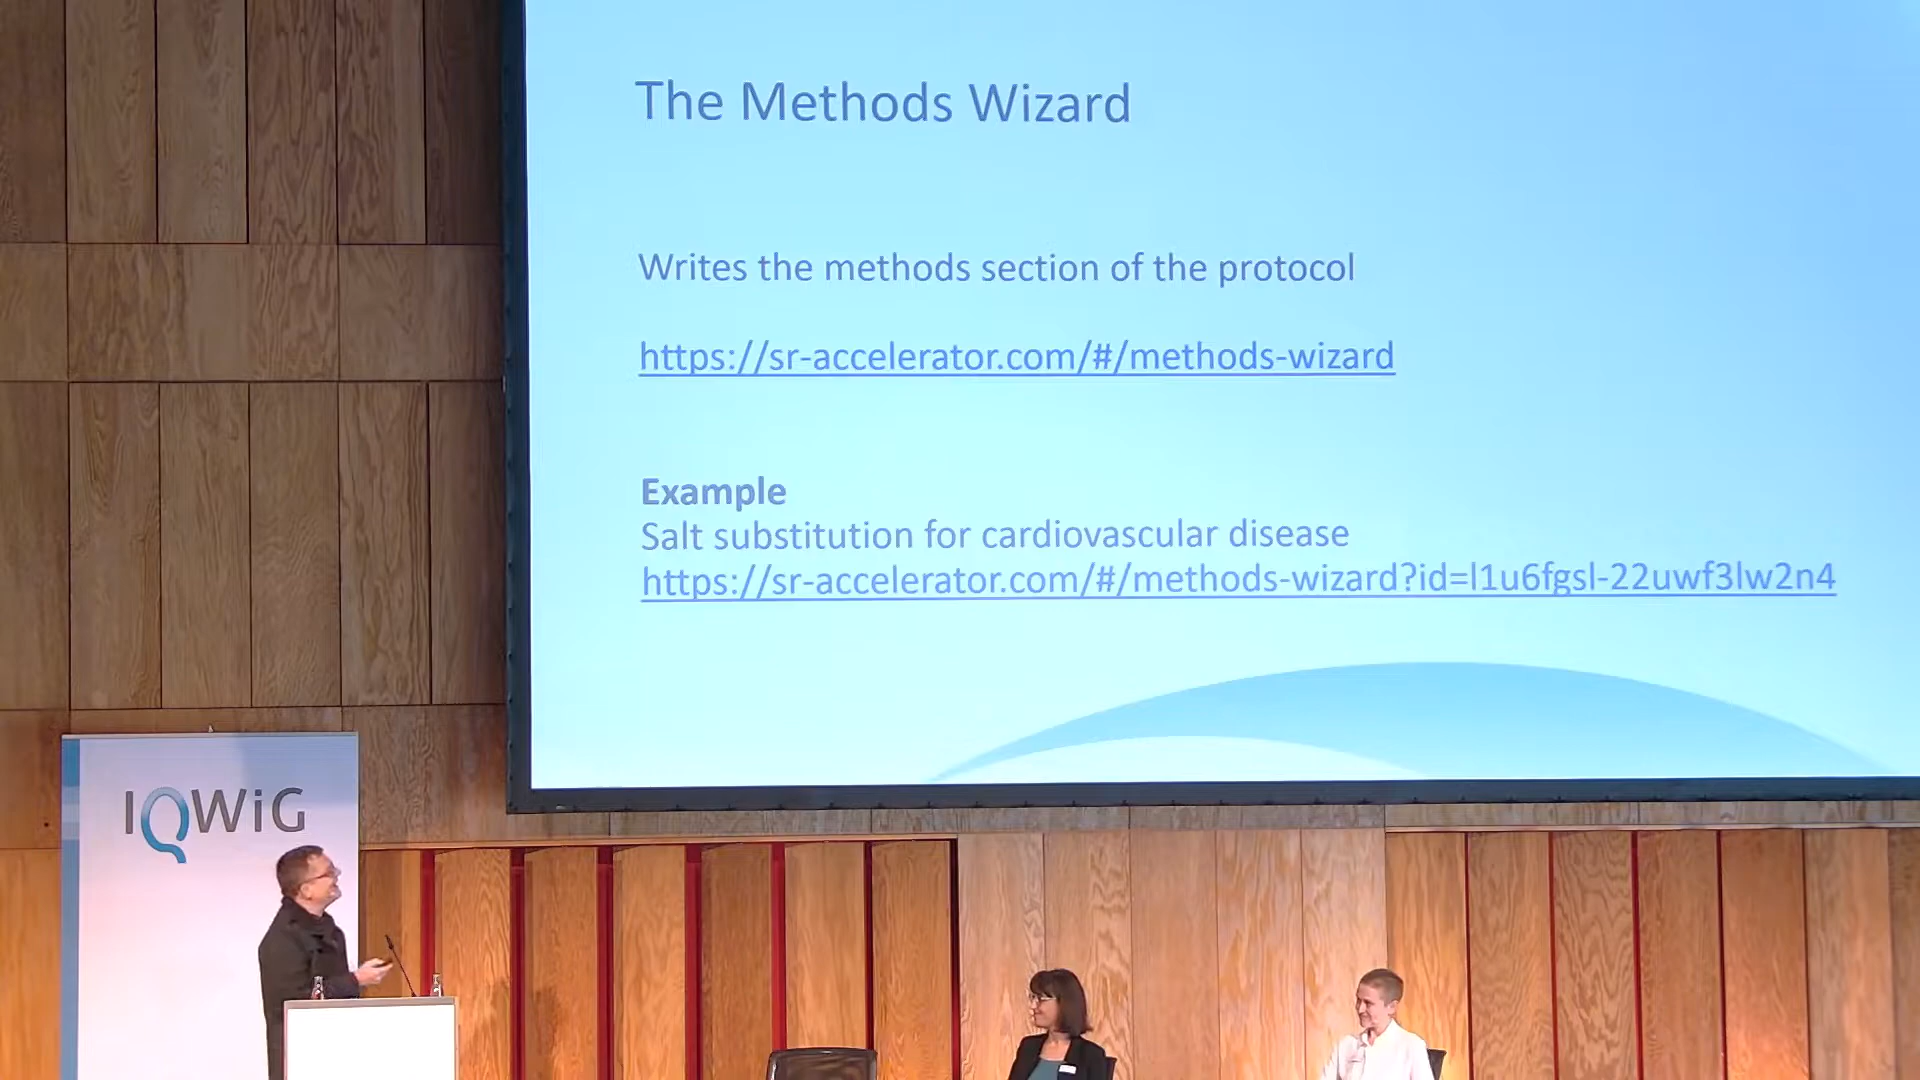 The Methods Wizard
Writes the methods section of the protocol
https://sr-accelerator.com/#/methods-wizard
Example
Salt substitution for cardiovascular disease
https://sr-accelerator.com/#/methods-wizard?id=l1u6fgsl-22uwf3lw2n4
IQWiG